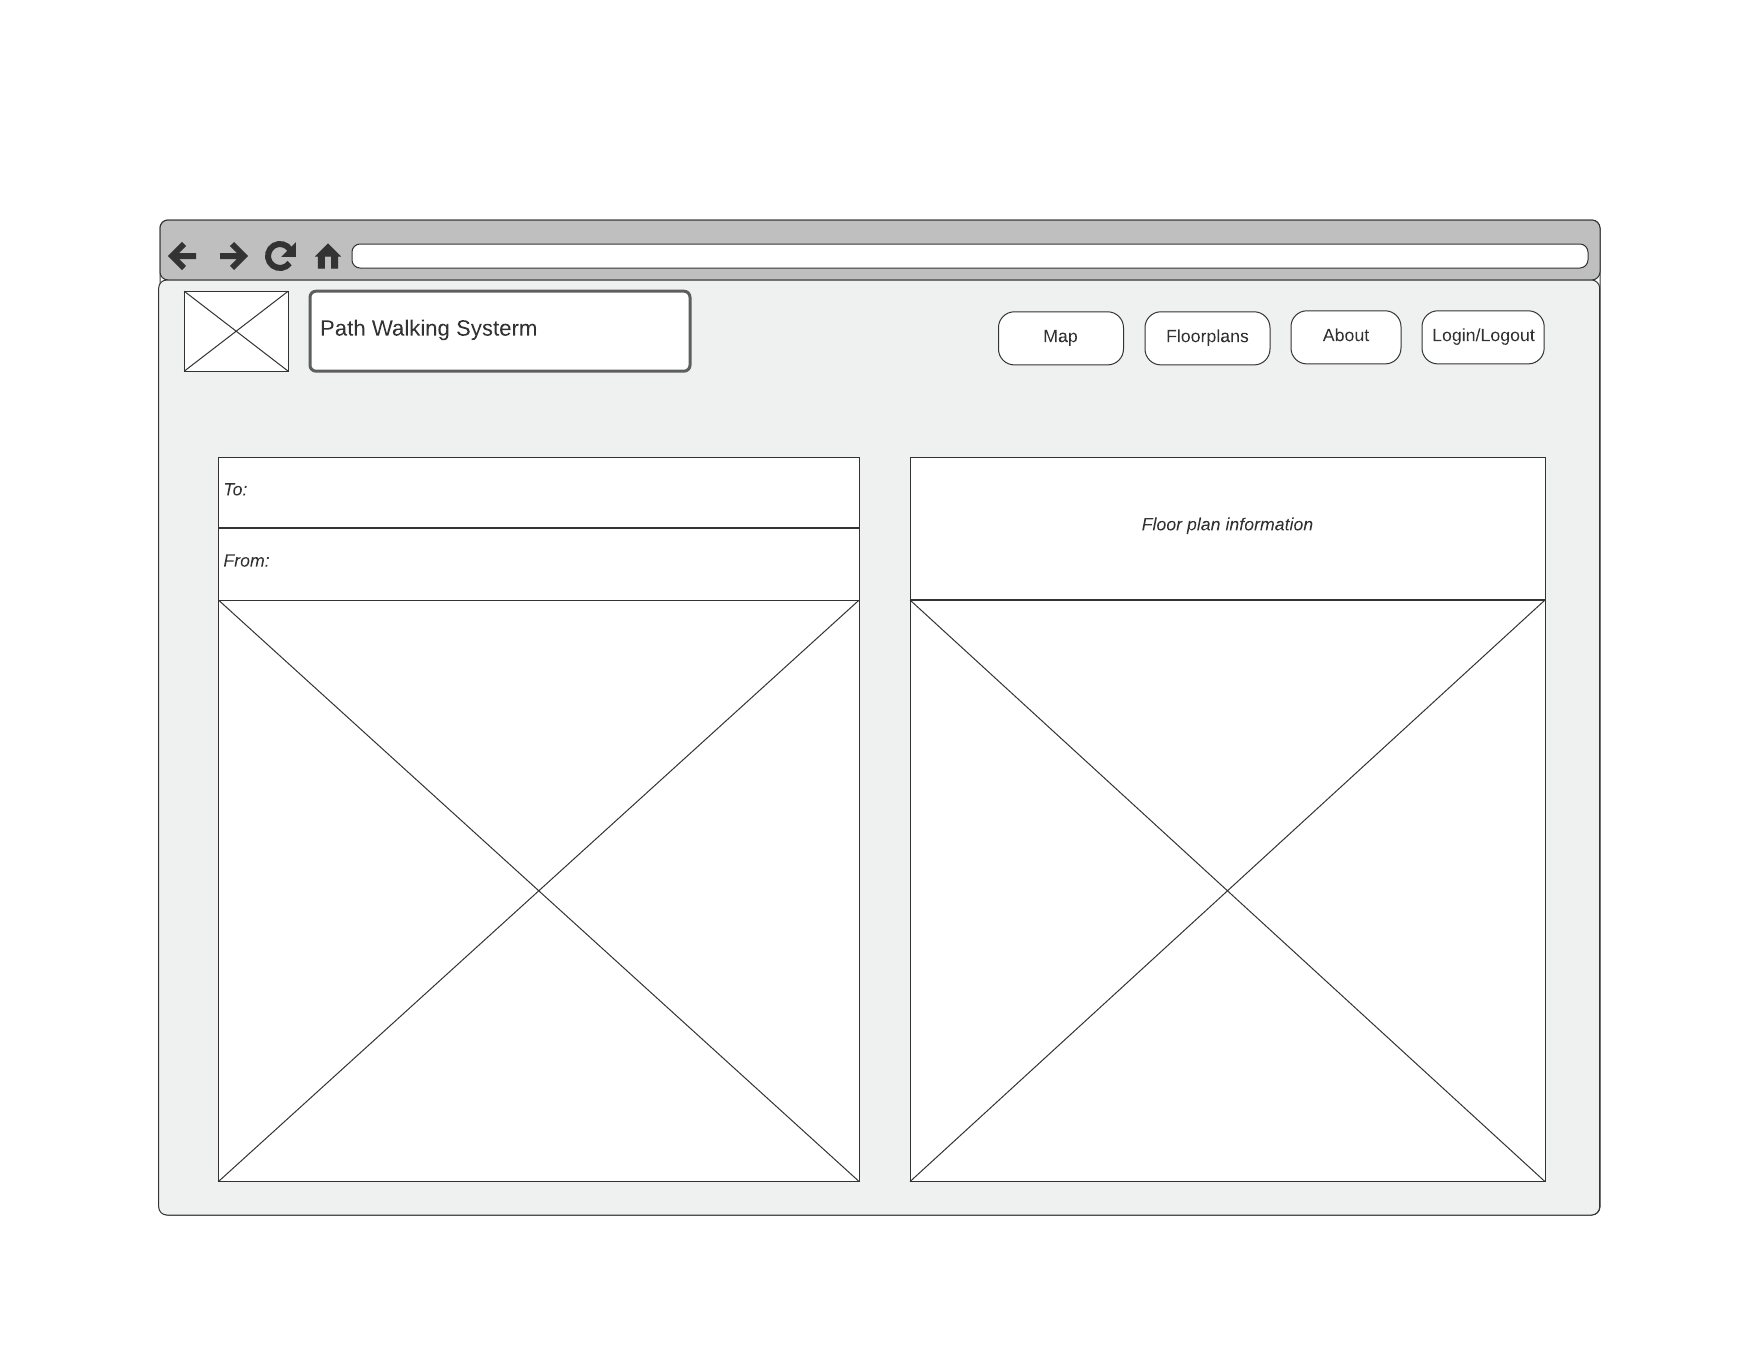 Path Walking Systerm
Map
Floorplans
About
Login/Logout
To:
From:
Floor plan information